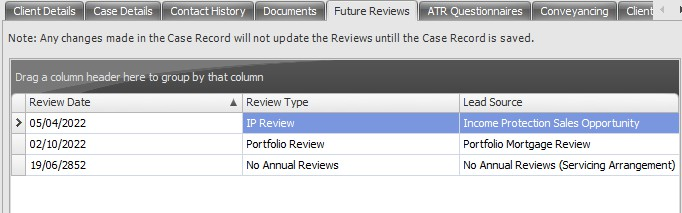 Client Details Case Details Contact History Documents Future Reviews ATR Questionnaires Conveyancing Client
Note: Any changes made in the Case Record will not update the Reviews untill the Case Record is saved.
Drag a column header here to group by that column
Review Date Review Type Lead Source
05/04/2022 IP Review Income Protection Sales Opportunity
02/10/2022 Portfolio Review Portfolio Mortgage Review
19/06/2852 No Annual Reviews No Annual Reviews (Servicing Arrangement)